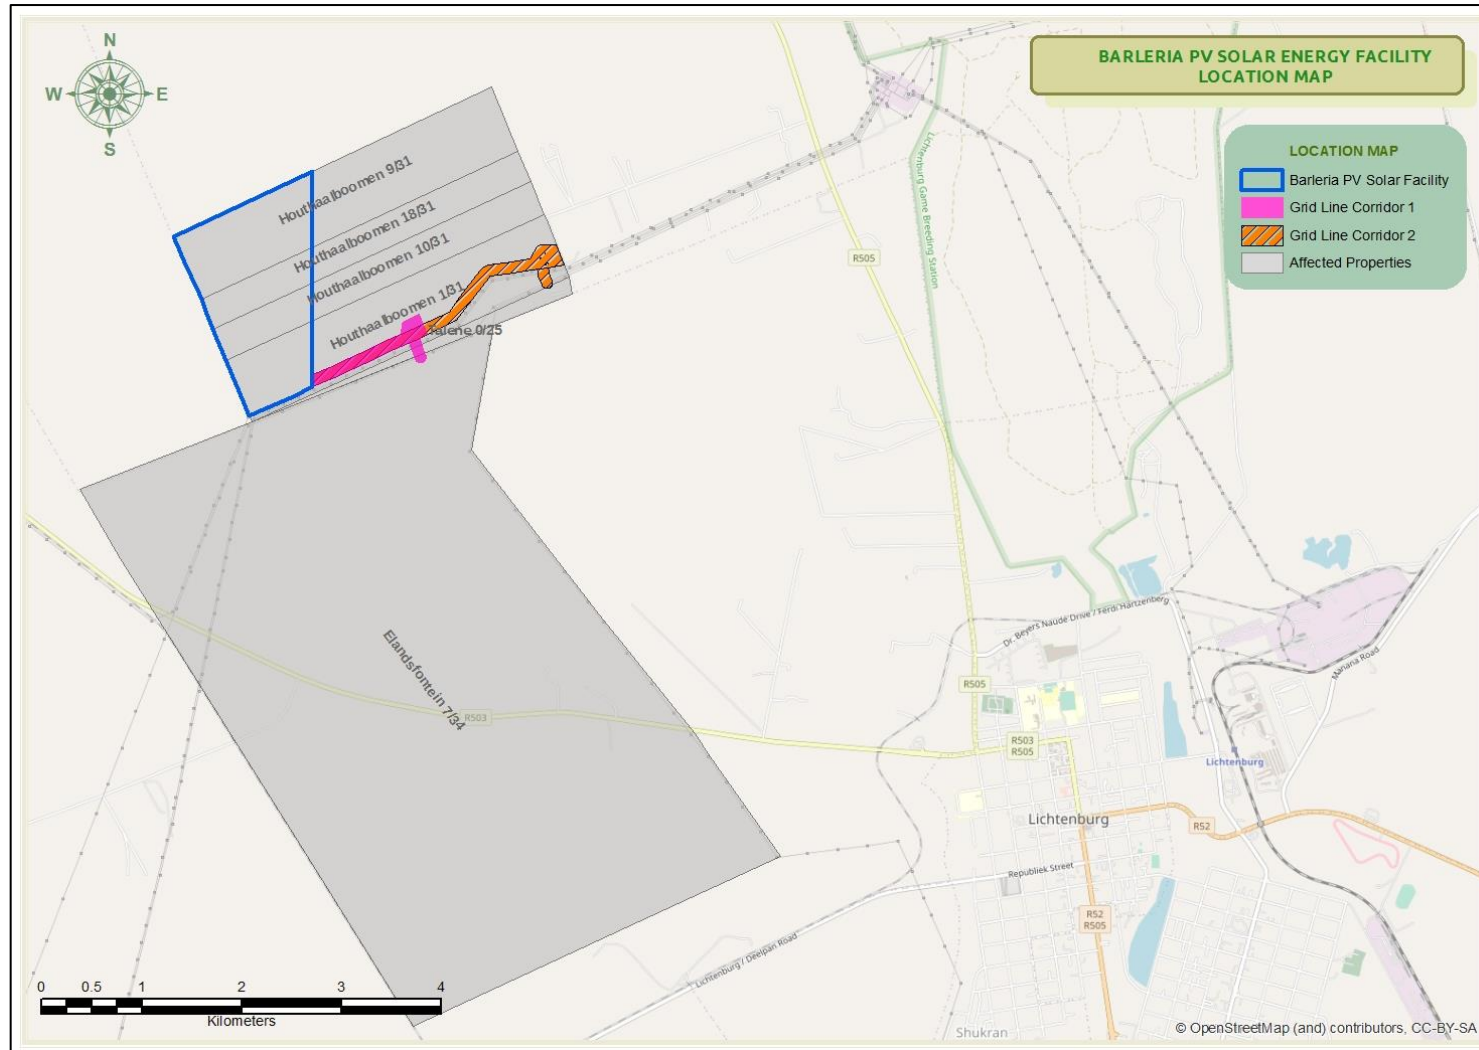 N
W
E
S
BARLERIA PV SOLAR ENERGY FACILITY
LOCATION MAP
LOCATION MAP
Barleria PV Solar Facility
Grid Line Corridor 1
Grid Line Corridor 2
Affected Properties
Houthaalboomen 9/31
Houthaalboomen 18/31
Houthaalboomen 10/31
Houthaalboomen 1/31
Talene 0/25
Elandsfontein 7/34
Lichtenburg Game Breeding Station
R505
R503
Dr. Beyers Naude Drive / Ferdi Hartzenberg
Manana Road
R505
R503
R505
Lichtenburg
Lichtenburg
R52
Republiek Street
R52
R505
Lichtenburg / Deelpan Road
Shukran
0 0.5 1 2 3 4
Kilometers
© OpenStreetMap (and) contributors, CC-BY-SA